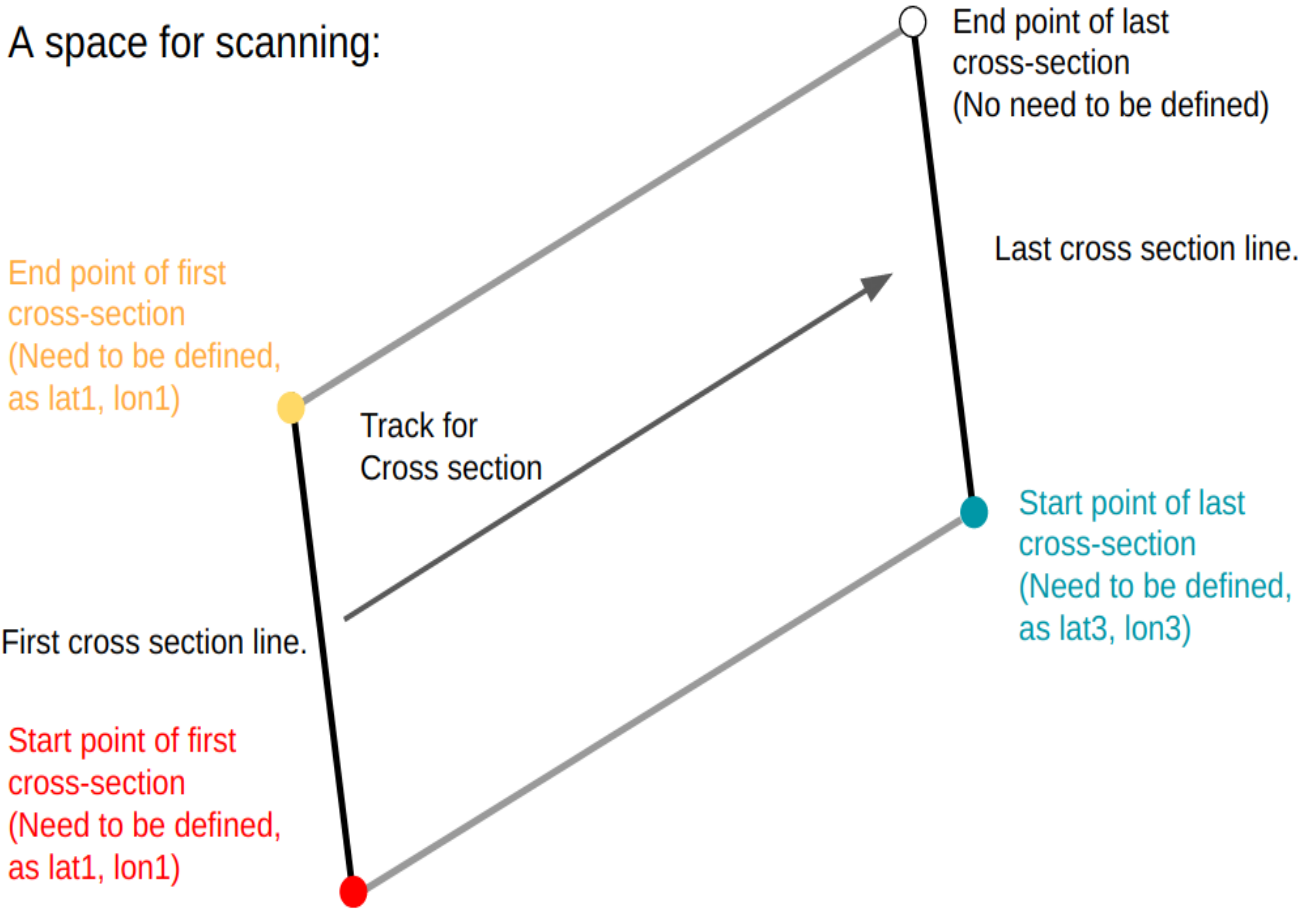 A space for scanning:
End point of last
cross-section
(No need to be defined)
Last cross section line.
End point of first
cross-section
(Need to be defined,
as lat1, lon1)
Track for
Cross section
Start point of last
cross-section
(Need to be defined,
as lat3, lon3)
First cross section line.
Start point of first
cross-section
(Need to be defined,
as lat1, lon1)